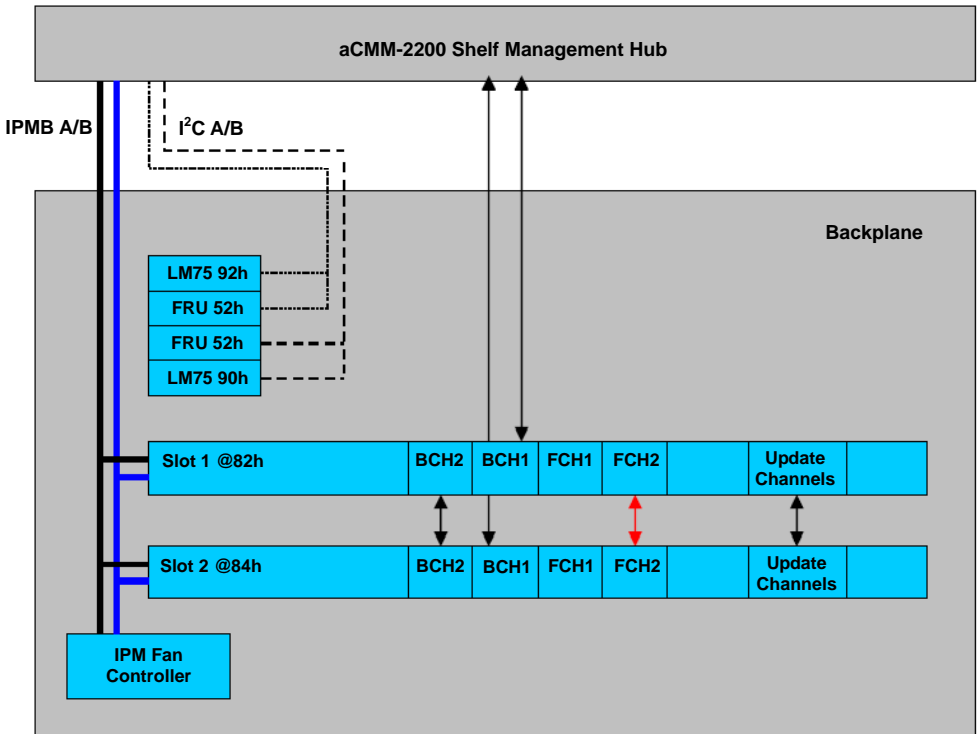 aCMM-2200 Shelf Management Hub
IPMB A/B
I²C A/B
Backplane
LM75 92h
FRU 52h
FRU 52h
LM75 90h
Slot 1 @82h
BCH2
BCH1
FCH1
FCH2
Update
Channels
Slot 2 @84h
BCH2
BCH1
FCH1
FCH2
Update
Channels
IPM Fan
Controller